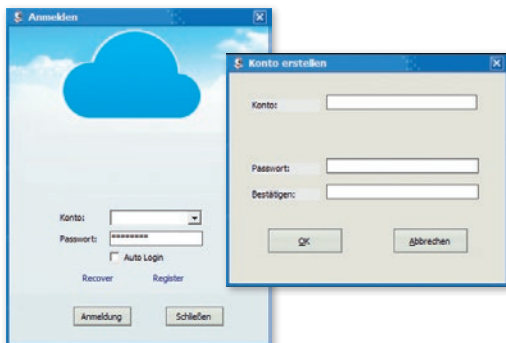 Anmelden
Konto:
Passwort: ********
Auto Login
Recover Register
Anmeldung Schließen
Konto erstellen
Konto:
Passwort:
Bestätigen:
OK Abbrechen